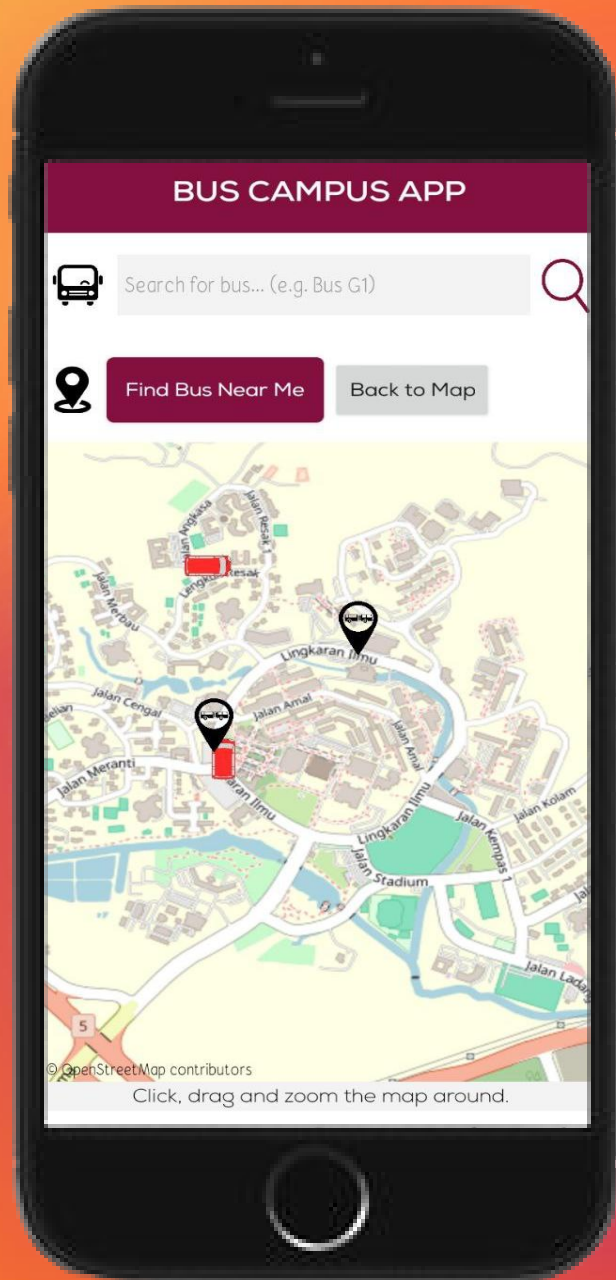 BUS CAMPUS APP
Search for bus... (e.g. Bus G1)
Find Bus Near Me
Back to Map
Jalan Angkasa
Jalan Resak 1
Resak
Jalan Merbau
Lingkaran Ilmu
Jalan Cengal
Jalan Amal
Jalan Meranti
Ilmu
Jalan Amal
Lingkaran Ilmu
Jalan Kolam
Jalan Kempas 1
Jalan Stadium
Jalan Ladang
5
© OpenStreetMap contributors
Click, drag and zoom the map around.